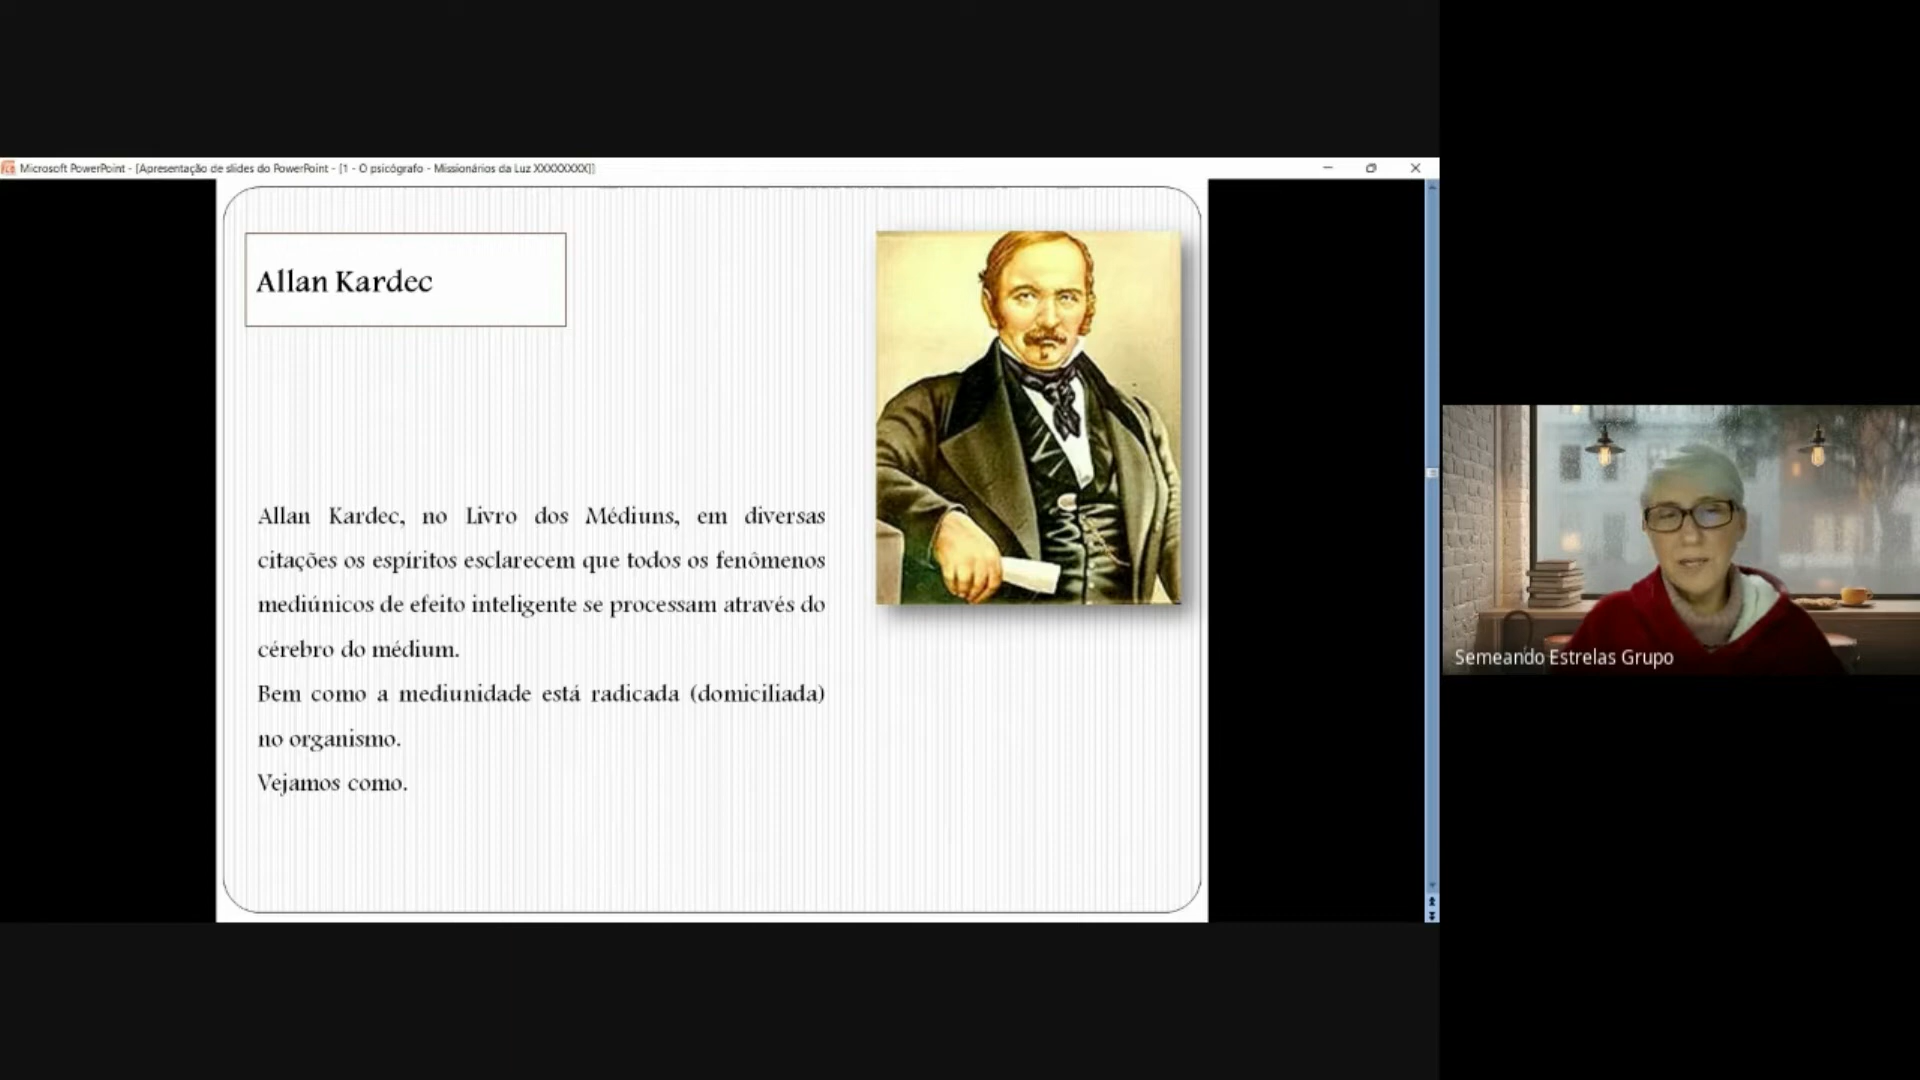 Microsoft PowerPoint - [Apresentação de slides do PowerPoint - [1 - O psicógrafo - Missionários da Luz XXXXXXXX]]
Allan Kardec
Allan Kardec, no Livro dos Médiuns, em diversas
citações os espíritos esclarecem que todos os fenômenos
mediúnicos de efeito inteligente se processam através do
cérebro do médium.
Bem como a mediunidade está radicada (domiciliada)
no organismo.
Vejamos como.
Semeando Estrelas Grupo